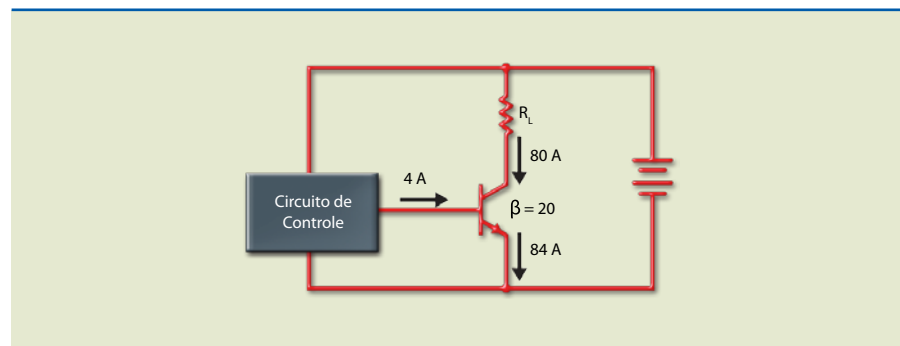 R_L
80 A
4 A
Circuito de
Controle
β = 20
84 A